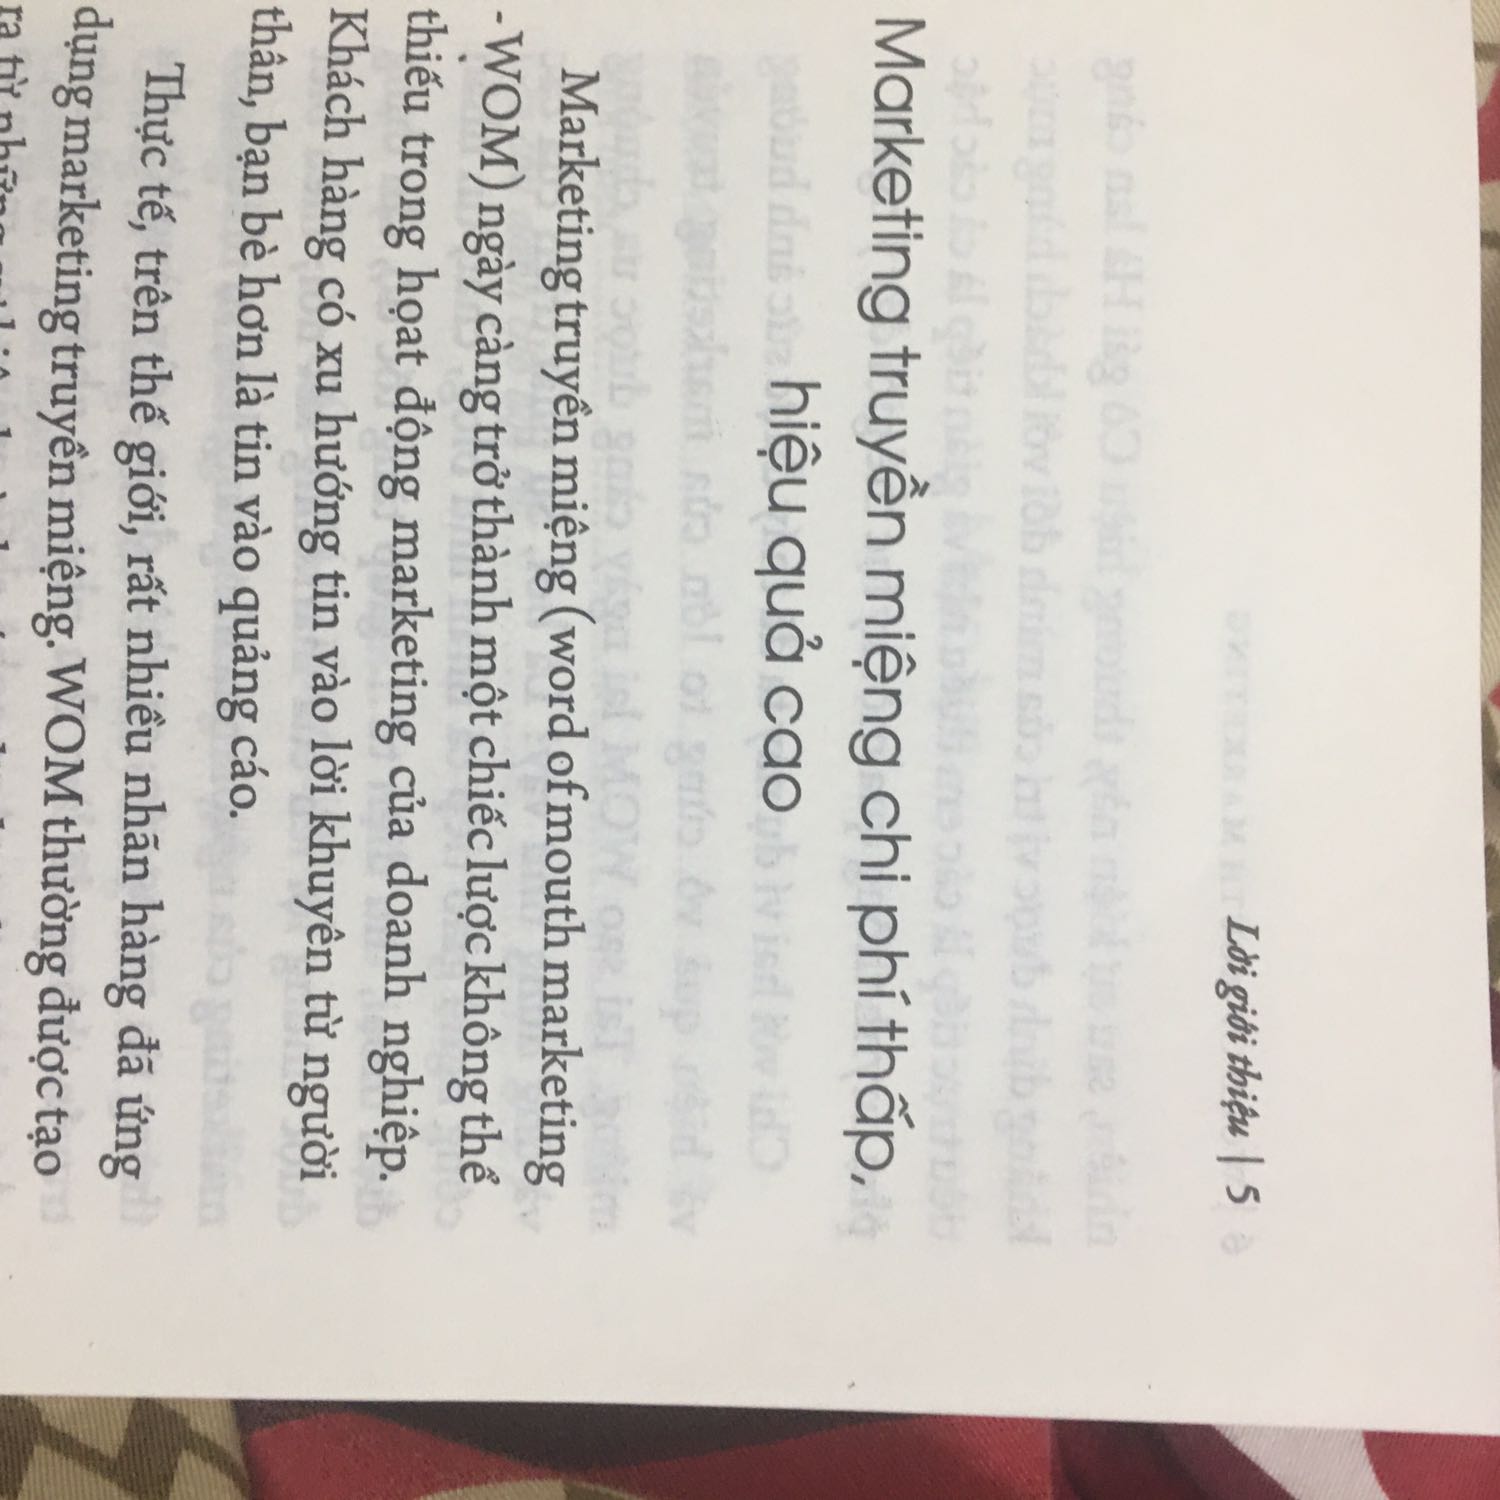 Lời giới thiệu | 5
Marketing truyền miệng chi phí thấp,
hiệu quả cao
Marketing truyền miệng (word of mouth marketing
- WOM) ngày càng trở thành một chiếc lược không thể
thiếu trong hoạt động marketing của doanh nghiệp.
Khách hàng có xu hướng tin vào lời khuyên từ người
thân, bạn bè hơn là tin vào quảng cáo.
Thực tế, trên thế giới, rất nhiều nhãn hàng đã ứng
dụng marketing truyền miệng. WOM thường được tạo
ra từ những